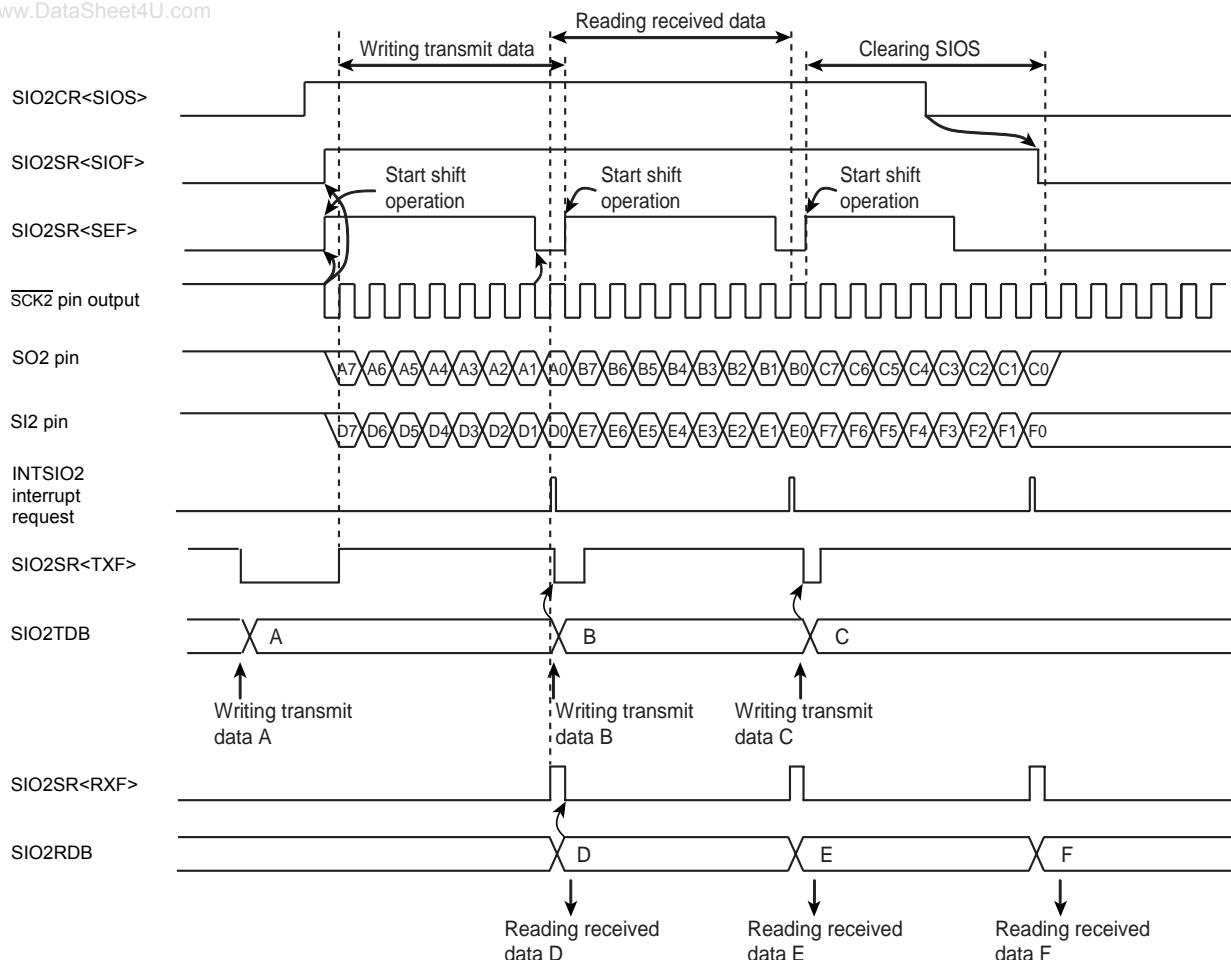 www.DataSheet4U.com
Reading received data
Writing transmit data
Clearing SIOS
SIO2CR<SIOS>
SIO2SR<SIOF>
Start shift
operation
Start shift
operation
Start shift
operation
SIO2SR<SEF>
SCK2 pin output
SO2 pin
A7 A6 A5 A4 A3 A2 A1 A0 B7 B6 B5 B4 B3 B2 B1 B0 C7 C6 C5 C4 C3 C2 C1 C0
SI2 pin
D7 D6 D5 D4 D3 D2 D1 D0 E7 E6 E5 E4 E3 E2 E1 E0 F7 F6 F5 F4 F3 F2 F1 F0
INTSIO2
interrupt
request
SIO2SR<TXF>
SIO2TDB
A B C
Writing transmit
data A
Writing transmit
data B
Writing transmit
data C
SIO2SR<RXF>
SIO2RDB
D E F
Reading received
data D
Reading received
data E
Reading received
data F